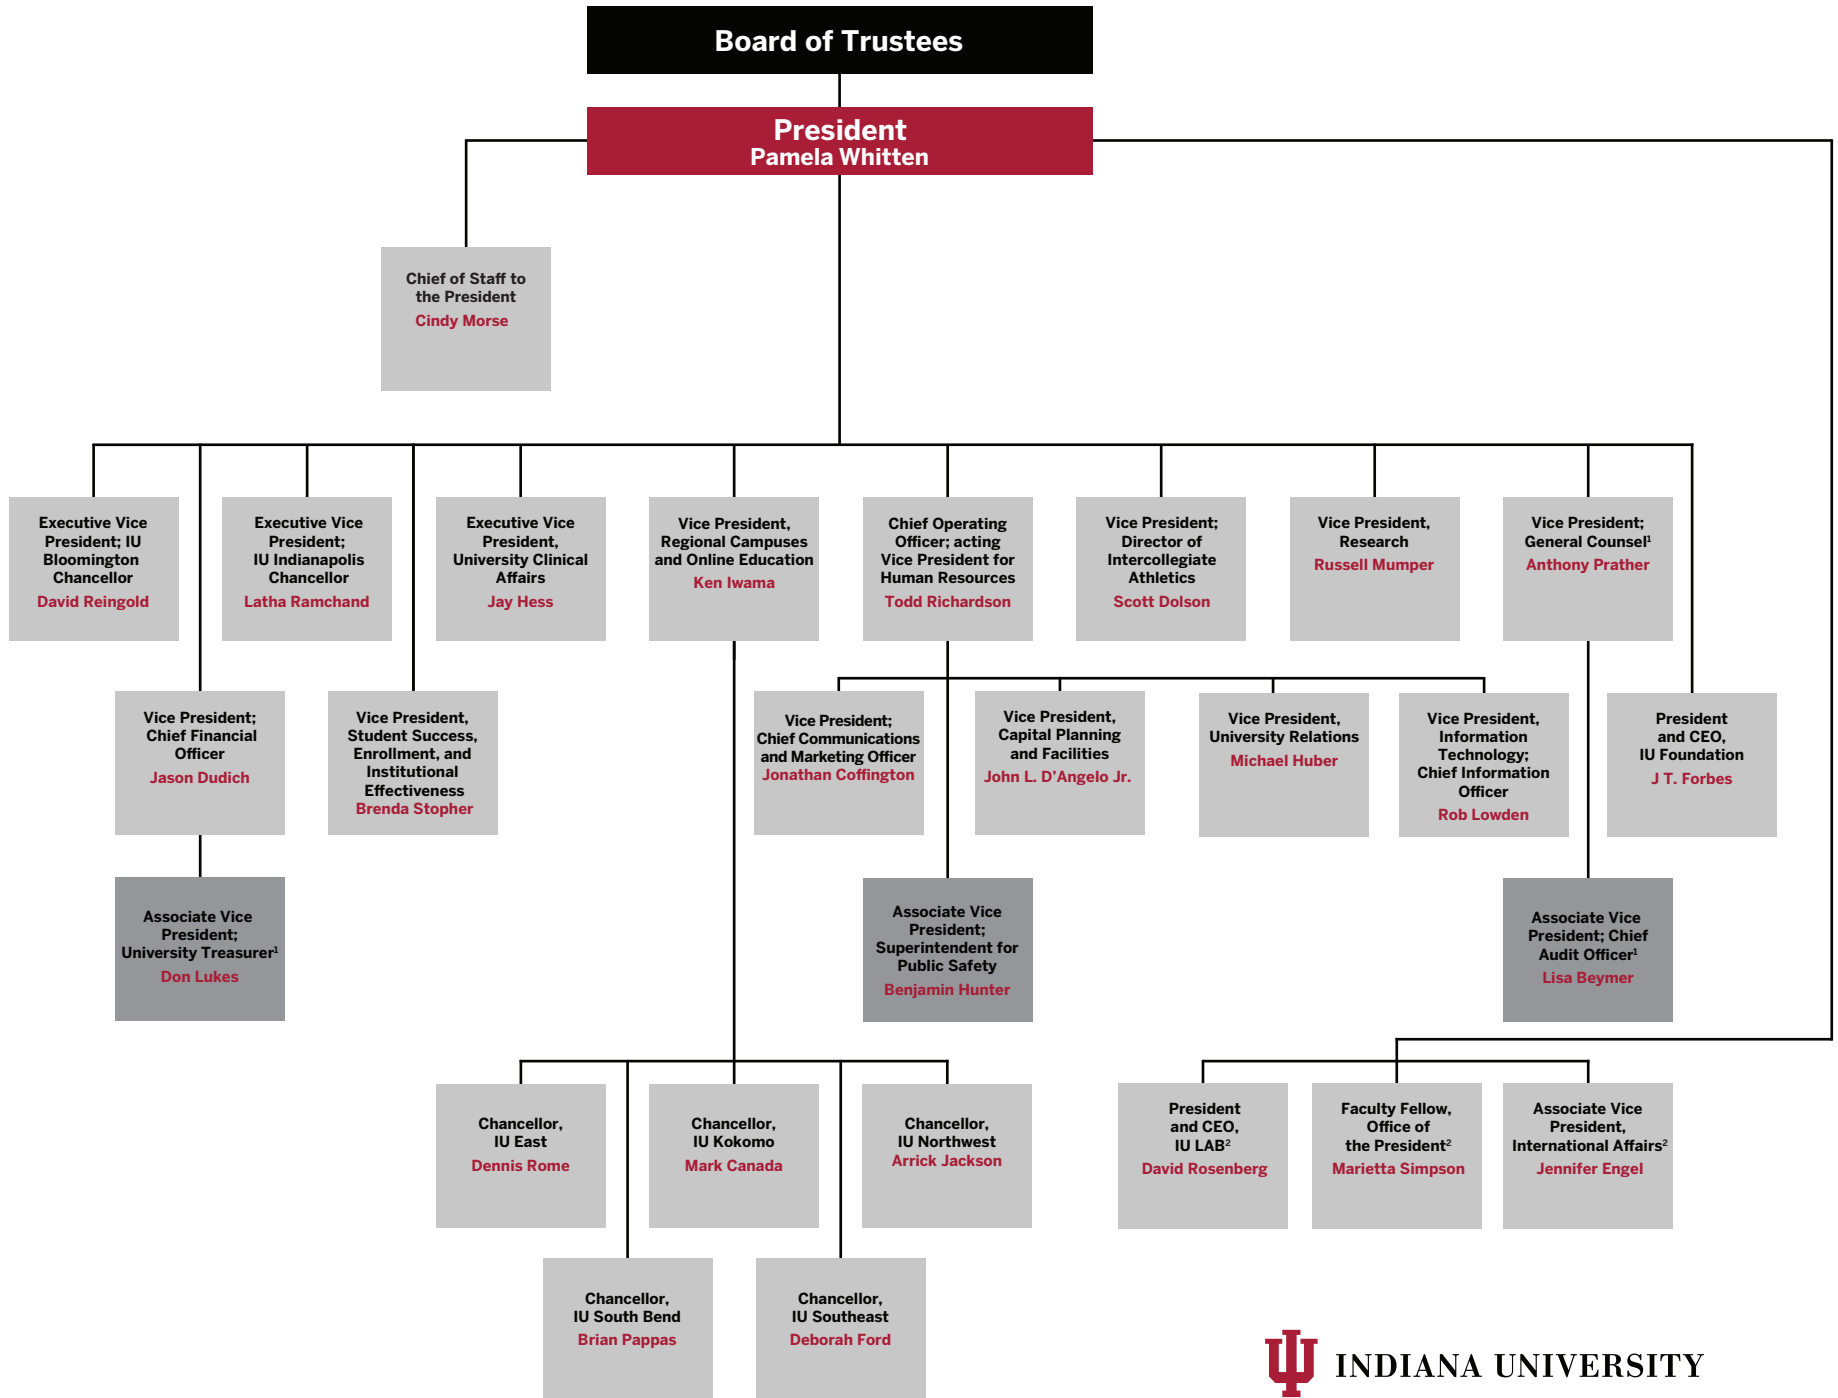 Board of Trustees
President
Pamela Whitten
Chief of Staff to
the President
Cindy Morse
Executive Vice
President; IU
Bloomington
Chancellor
David Reingold
Executive Vice
President;
IU Indianapolis
Chancellor
Latha Ramchand
Executive Vice
President,
University Clinical
Affairs
Jay Hess
Vice President,
Regional Campuses
and Online Education
Ken Iwama
Chief Operating
Officer; acting
Vice President for
Human Resources
Todd Richardson
Vice President;
Director of
Intercollegiate
Athletics
Scott Dolson
Vice President,
Research
Russell Mumper
Vice President;
General Counsel¹
Anthony Prather
Vice President;
Chief Financial
Officer
Jason Dudich
Vice President,
Student Success,
Enrollment, and
Institutional
Effectiveness
Brenda Stopher
Vice President;
Chief Communications
and Marketing Officer
Jonathan Coffington
Vice President,
Capital Planning
and Facilities
John L. D’Angelo Jr.
Vice President,
University Relations
Michael Huber
Vice President,
Information
Technology;
Chief Information
Officer
Rob Lowden
President
and CEO,
IU Foundation
J T. Forbes
Associate Vice
President;
University Treasurer¹
Don Lukes
Associate Vice
President;
Superintendent for
Public Safety
Benjamin Hunter
Associate Vice
President; Chief
Audit Officer¹
Lisa Beymer
Chancellor,
IU East
Dennis Rome
Chancellor,
IU Kokomo
Mark Canada
Chancellor,
IU Northwest
Arrick Jackson
President
and CEO,
IU LAB²
David Rosenberg
Faculty Fellow,
Office of
the President²
Marietta Simpson
Associate Vice
President,
International Affairs²
Jennifer Engel
Chancellor,
IU South Bend
Brian Pappas
Chancellor,
IU Southeast
Deborah Ford
INDIANA UNIVERSITY